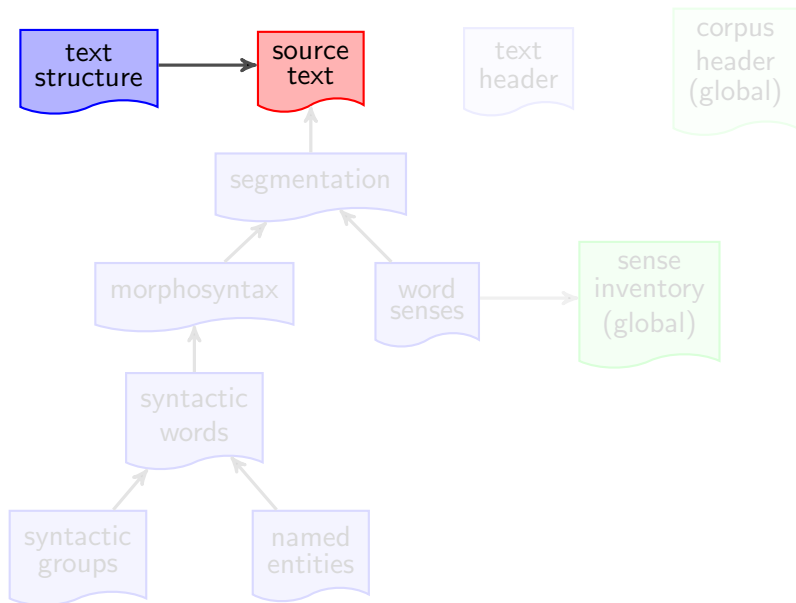 text
structure
source
text
text
header
corpus
header
(global)
segmentation
morphosyntax
word
senses
sense
inventory
(global)
syntactic
words
syntactic
groups
named
entities